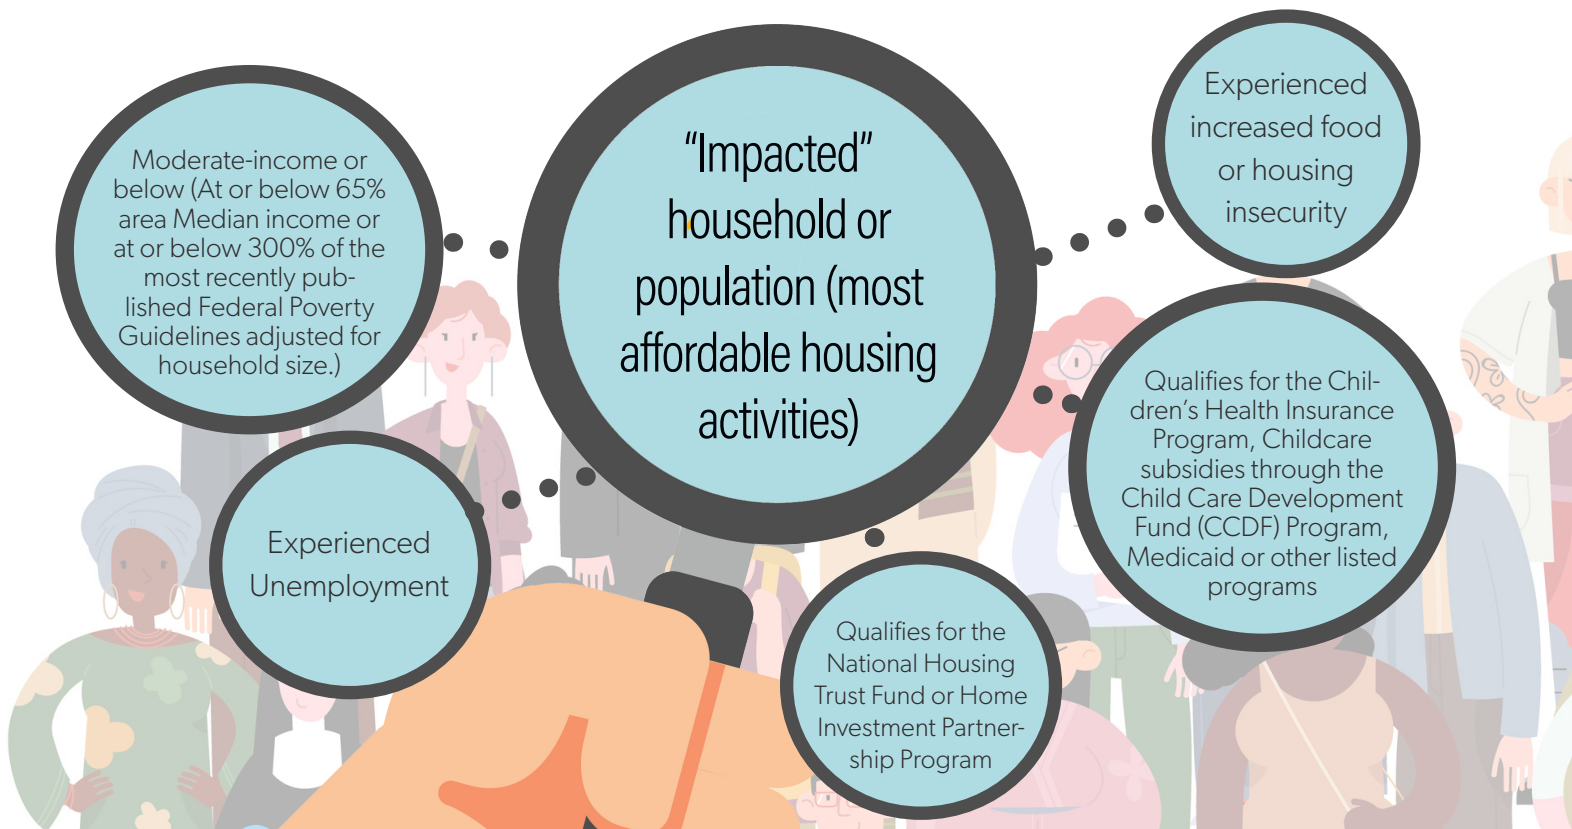 Moderate-income or
below (At or below 65%
area Median income or
at or below 300% of the
most recently pub-
lished Federal Poverty
Guidelines adjusted for
household size.)
“Impacted”
household or
population (most
affordable housing
activities)
Experienced
increased food
or housing
insecurity
Experienced
Unemployment
Qualifies for the
National Housing
Trust Fund or Home
Investment Partner-
ship Program
Qualifies for the Chil-
dren’s Health Insurance
Program, Childcare
subsidies through the
Child Care Development
Fund (CCDF) Program,
Medicaid or other listed
programs